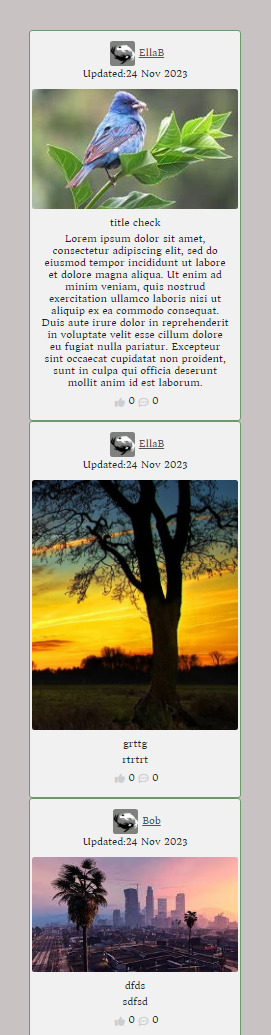 EllaB
Updated:24 Nov 2023
title check
Lorem ipsum dolor sit amet,
consectetur adipiscing elit, sed do
eiusmod tempor incididunt ut labore
et dolore magna aliqua. Ut enim ad
minim veniam, quis nostrud
exercitation ullamco laboris nisi ut
aliquip ex ea commodo consequat.
Duis aute irure dolor in reprehenderit
in voluptate velit esse cillum dolore
eu fugiat nulla pariatur. Excepteur
sint occaecat cupidatat non proident,
sunt in culpa qui officia deserunt
mollit anim id est laborum.
0 0
EllaB
Updated:24 Nov 2023
grttg
rtrtrt
0 0
Bob
Updated:24 Nov 2023
dfds
sdfsd
0 0